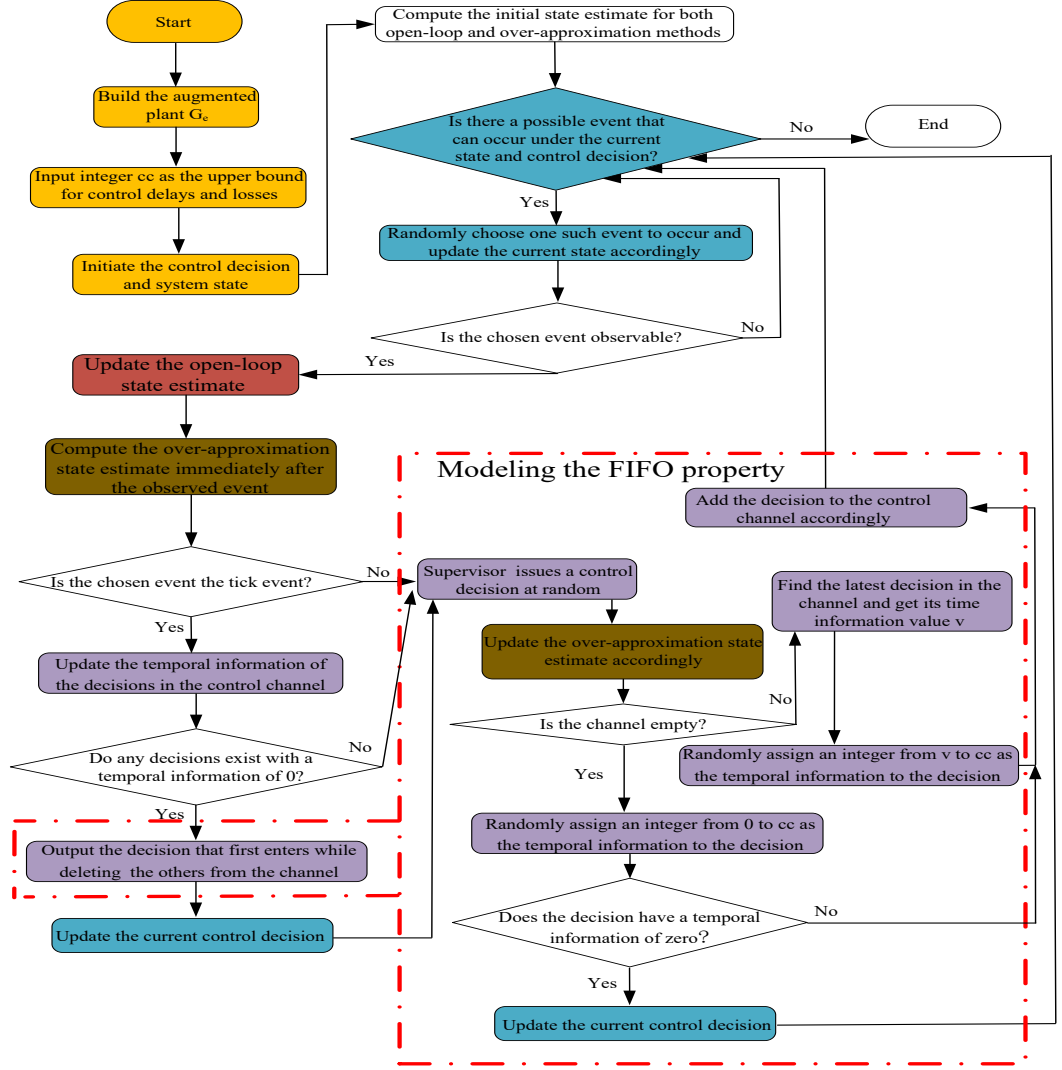 Start
Build the augmented
plant Gₑ
Input integer cc as the upper bound
for control delays and losses
Initiate the control decision
and system state
Compute the initial state estimate for both
open-loop and over-approximation methods
Is there a possible event that
can occur under the current
state and control decision?
No
End
Yes
Randomly choose one such event to occur and
update the current state accordingly
Is the chosen event observable?
No
Yes
Update the open-loop
state estimate
Compute the over-approximation
state estimate immediately after
the observed event
Is the chosen event the tick event?
No
Yes
Update the temporal information of
the decisions in the control channel
Do any decisions exist with a
temporal information of 0?
No
Yes
Output the decision that first enters while
deleting the others from the channel
Update the current control decision
Modeling the FIFO property
Add the decision to the control
channel accordingly
Supervisor issues a control
decision at random
Find the latest decision in the
channel and get its time
information value v
Update the over-approximation state
estimate accordingly
Is the channel empty?
No
Randomly assign an integer from v to cc as
the temporal information to the decision
Yes
Randomly assign an integer from 0 to cc as
the temporal information to the decision
Does the decision have a temporal
information of zero?
No
Yes
Update the current control decision